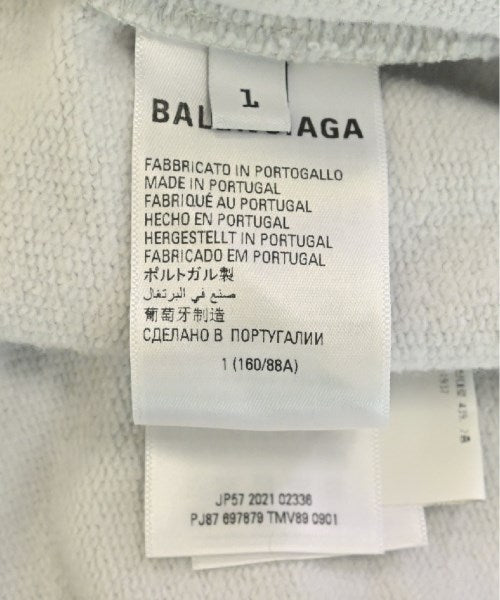 1
BAL AGA
FABBRICATO IN PORTOGALLO
MADE IN PORTUGAL
FABRIQUÉ AU PORTUGAL
HECHO EN PORTUGAL
HERGESTELLT IN PORTUGAL
FABRICADO EM PORTUGAL
ポルトガル製
صنع في البرتغال
葡萄牙制造
СДЕЛАНО В ПОРТУГАЛИИ
1 (160/88A)
JP57 2021 02336
PJ87 697879 TMV89 0901